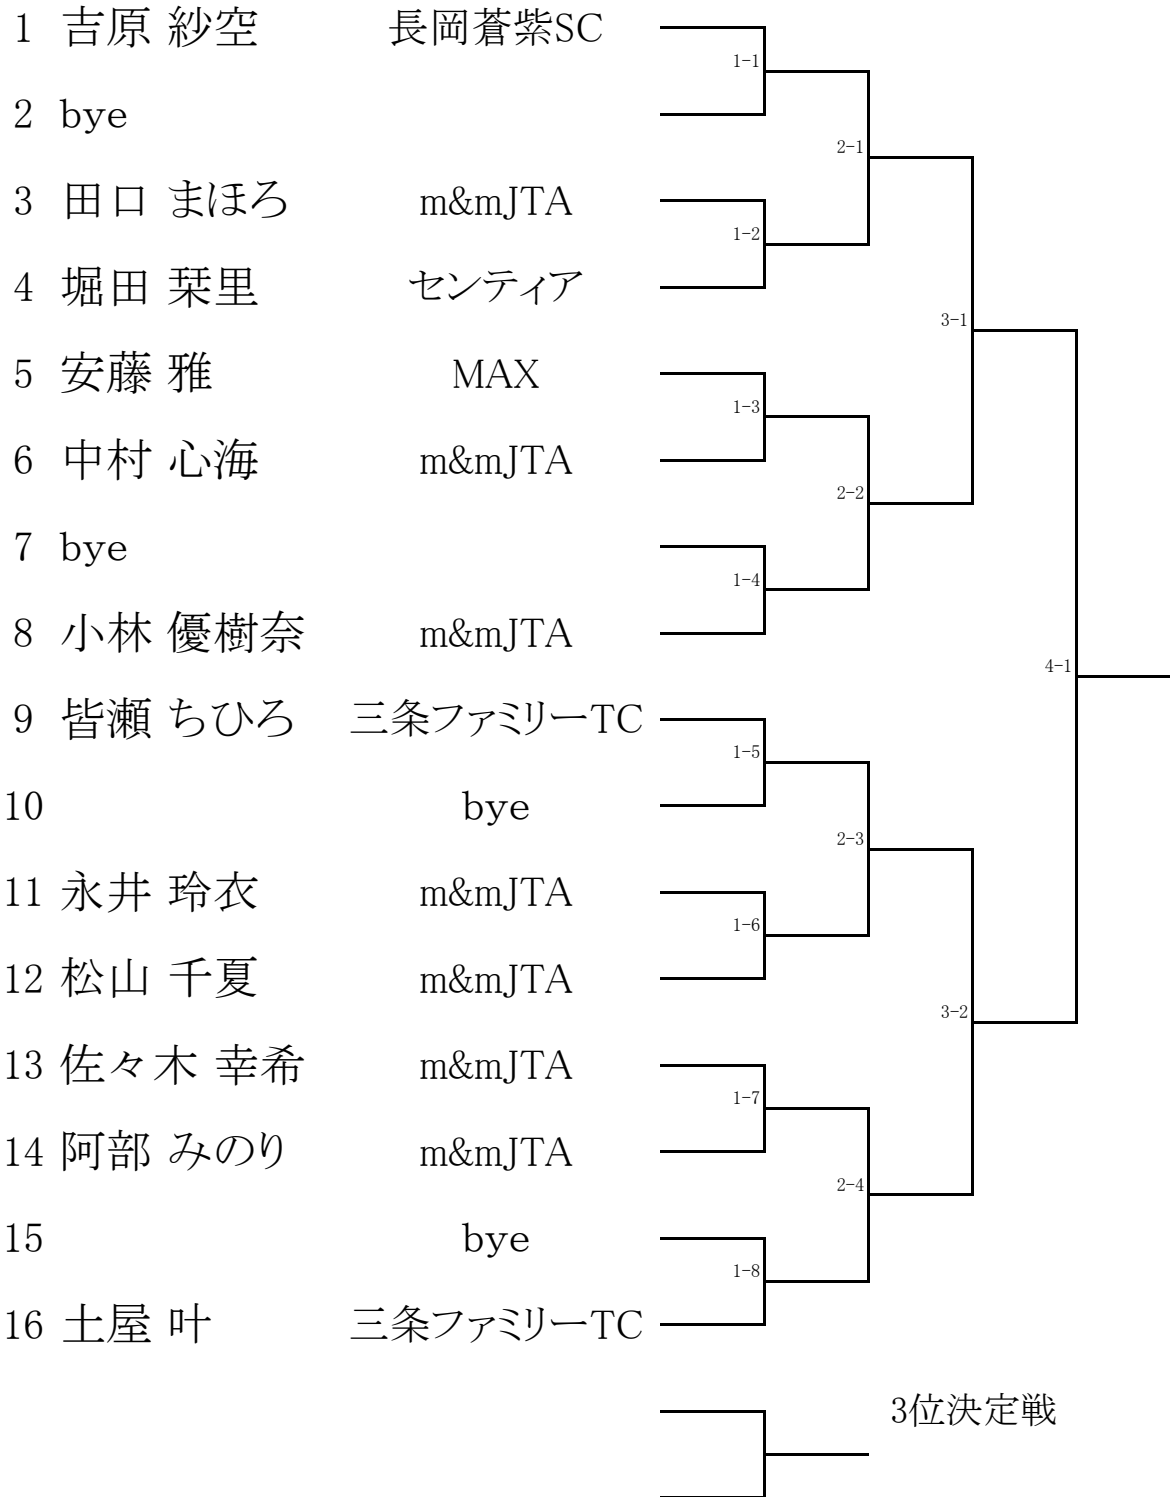 1 吉原 紗空 長岡蒼紫SC
1-1
2 bye
2-1
3 田口 まほろ m&mJTA
1-2
4 堀田 栞里 センティア
3-1
5 安藤 雅 MAX
1-3
6 中村 心海 m&mJTA
2-2
7 bye
1-4
8 小林 優樹奈 m&mJTA
4-1
9 皆瀬 ちひろ 三条ファミリーTC
1-5
10 bye
2-3
11 永井 玲衣 m&mJTA
1-6
12 松山 千夏 m&mJTA
3-2
13 佐々木 幸希 m&mJTA
1-7
14 阿部 みのり m&mJTA
2-4
15 bye
1-8
16 土屋 叶 三条ファミリーTC
3位決定戦